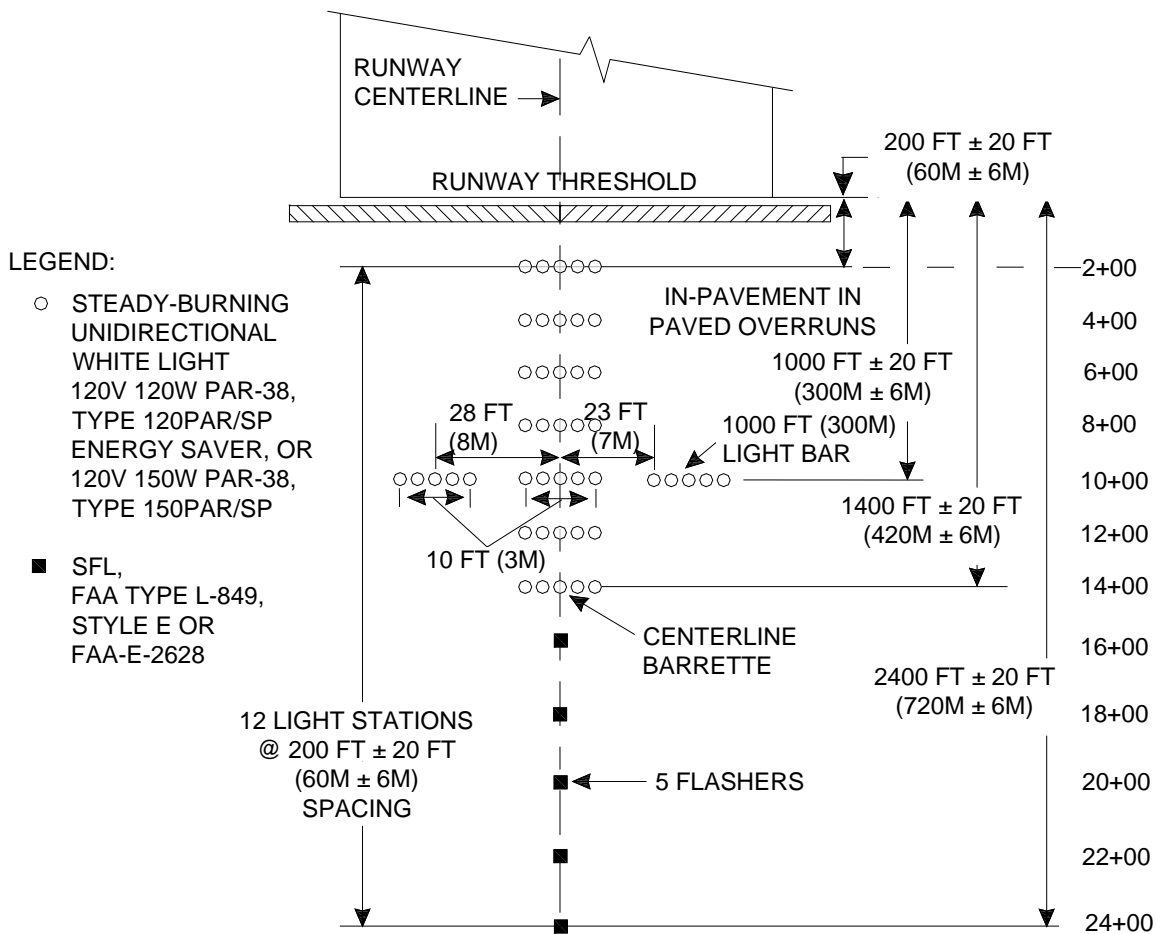 RUNWAY
CENTERLINE
200 FT ± 20 FT
(60M ± 6M)
RUNWAY THRESHOLD
LEGEND:
STEADY-BURNING
UNIDIRECTIONAL
WHITE LIGHT
120V 120W PAR-38,
TYPE 120PAR/SP
ENERGY SAVER, OR
120V 150W PAR-38,
TYPE 150PAR/SP
SFL,
FAA TYPE L-849,
STYLE E OR
FAA-E-2628
IN-PAVEMENT IN
PAVED OVERRUNS
1000 FT ± 20 FT
(300M ± 6M)
28 FT
(8M)
23 FT
(7M)
1000 FT (300M)
LIGHT BAR
10 FT (3M)
1400 FT ± 20 FT
(420M ± 6M)
CENTERLINE
BARRETTE
2400 FT ± 20 FT
(720M ± 6M)
12 LIGHT STATIONS
@ 200 FT ± 20 FT
(60M ± 6M)
SPACING
5 FLASHERS
2+00
4+00
6+00
8+00
10+00
12+00
14+00
16+00
18+00
20+00
22+00
24+00